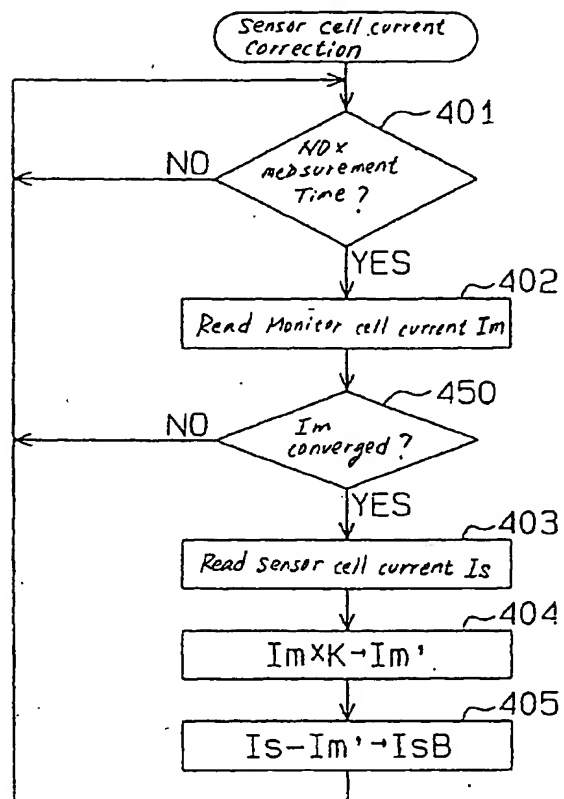 Sensor cell current
Correction
401
NOx
measurement
Time?
NO
YES
402
Read Monitor cell current Im
450
Im
converged?
NO
YES
403
Read sensor cell current Is
404
Im×K→Im'
405
Is-Im'→IsB